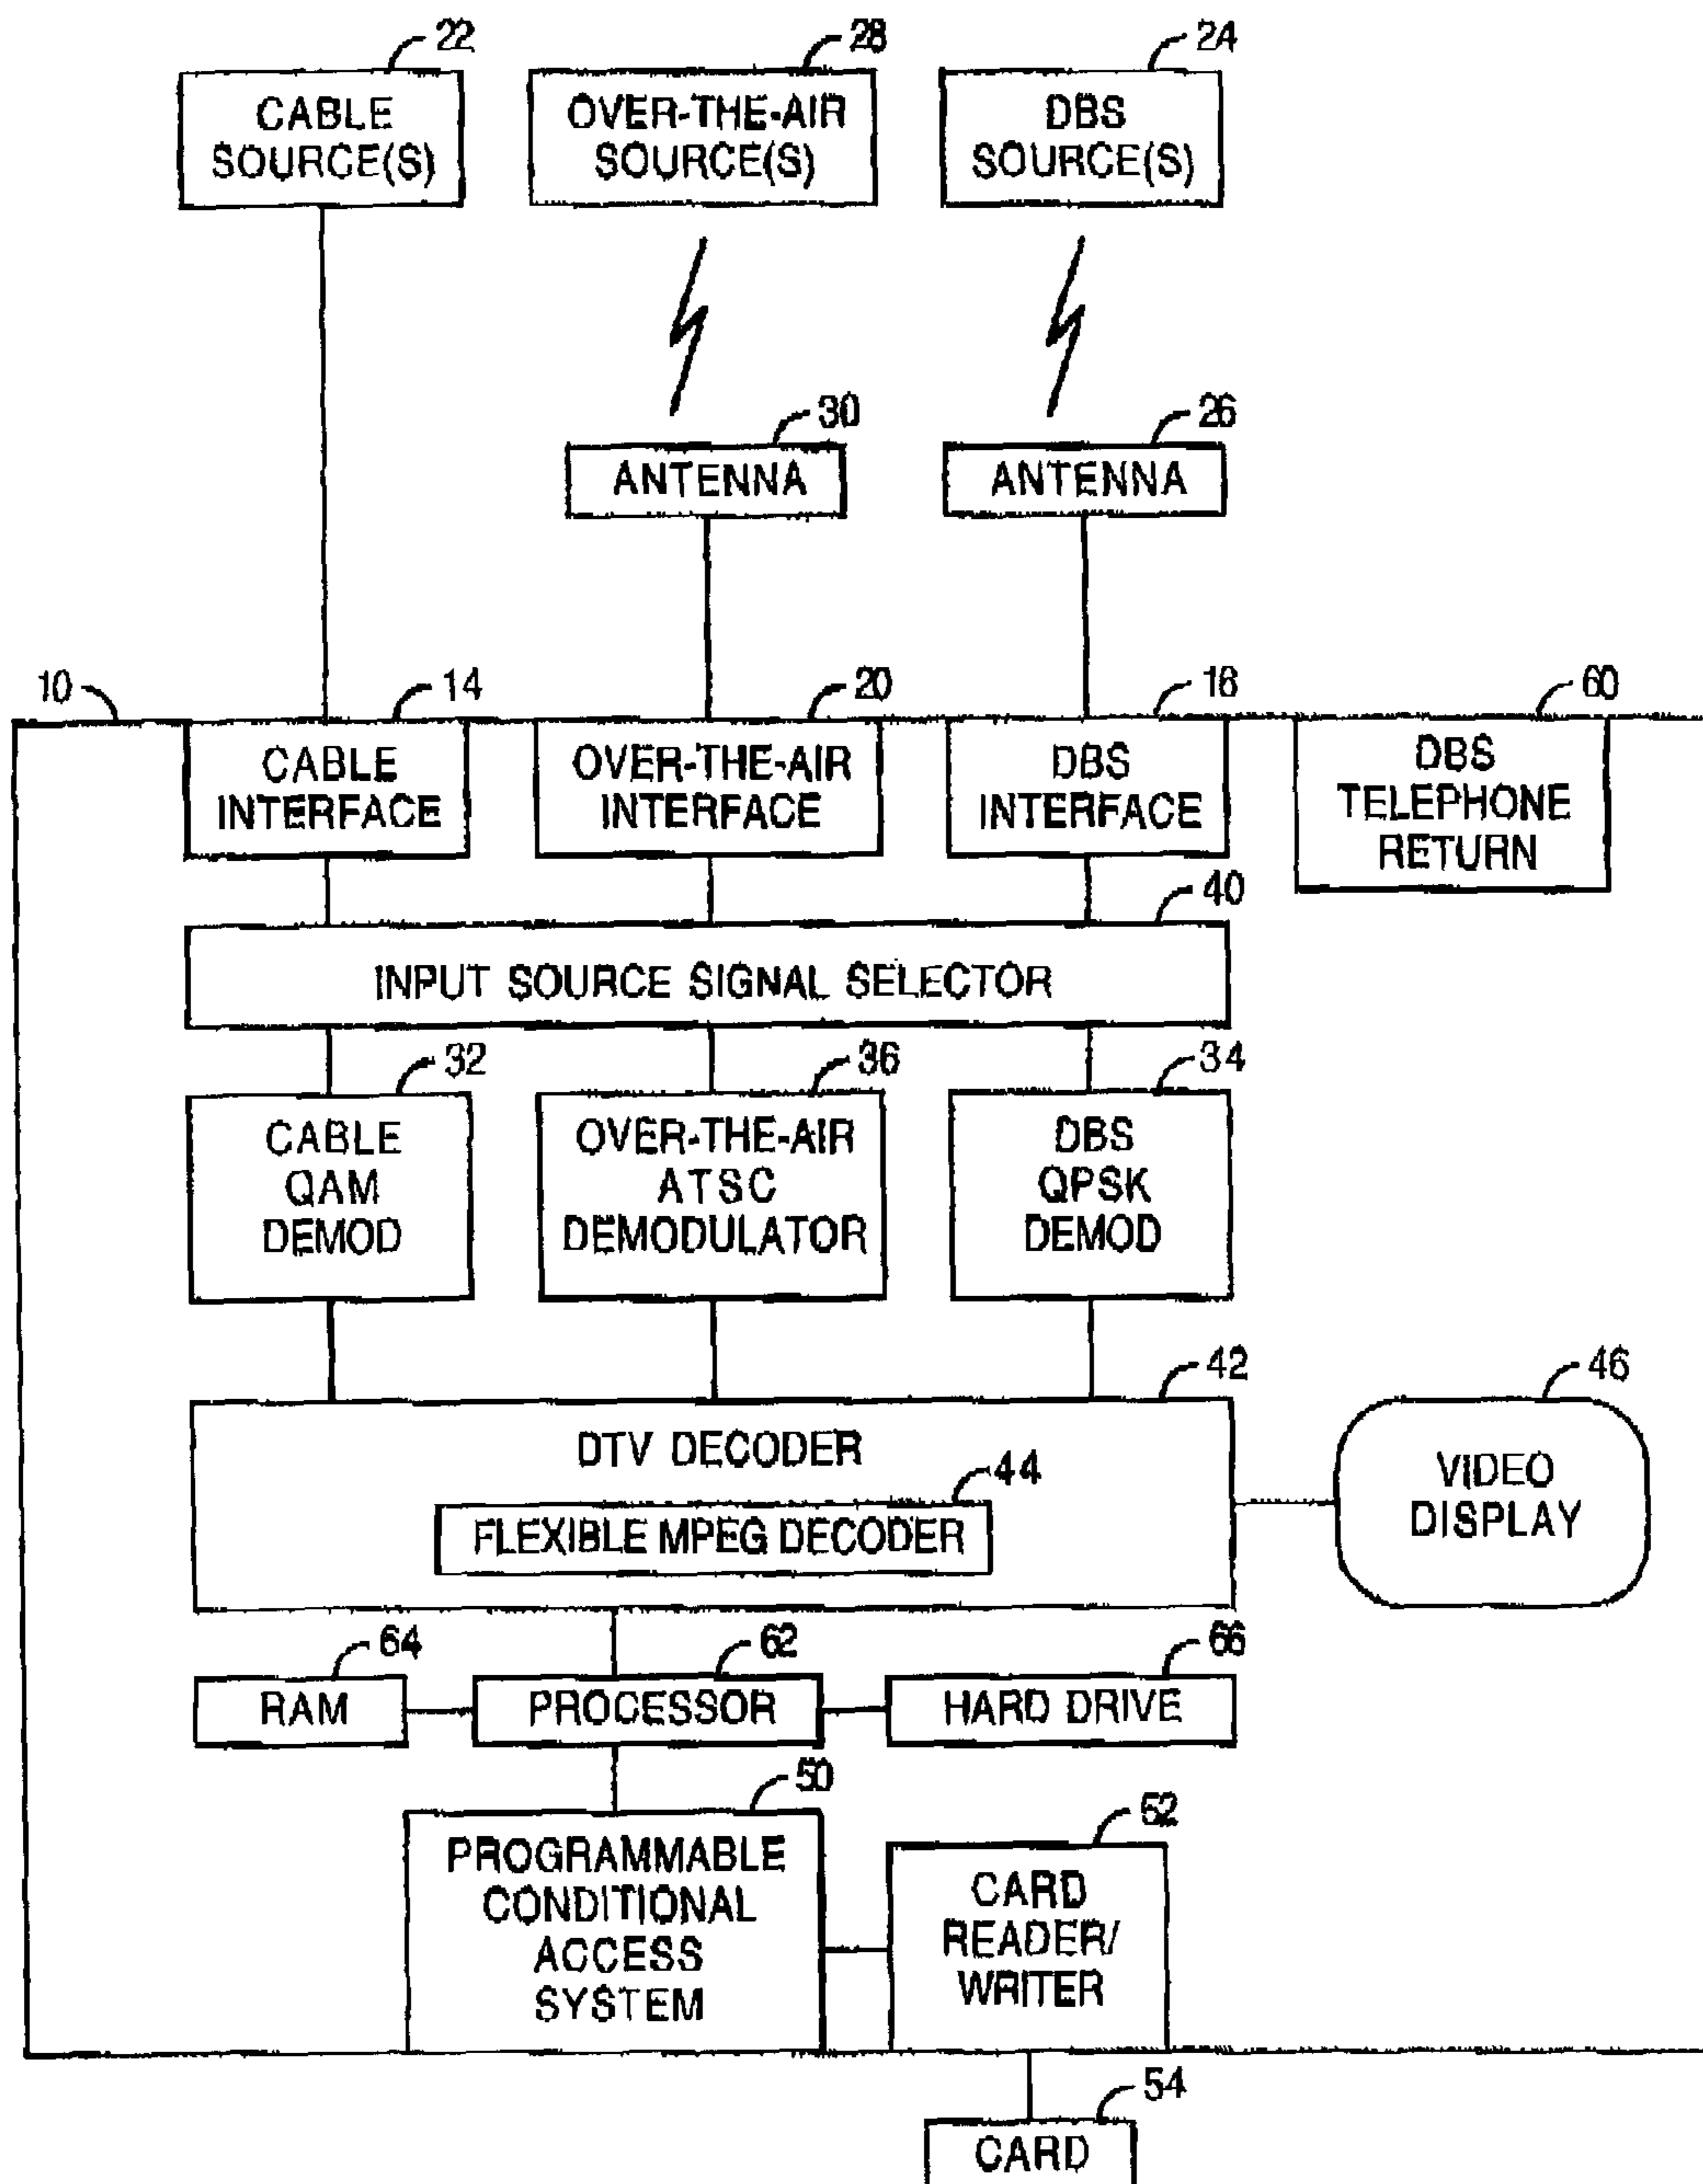 22
28
24
CABLE
SOURCE(S)
OVER-THE-AIR
SOURCE(S)
DBS
SOURCE(S)
30
26
ANTENNA
ANTENNA
10
14
20
16
60
CABLE
INTERFACE
OVER-THE-AIR
INTERFACE
DBS
INTERFACE
DBS
TELEPHONE
RETURN
40
INPUT SOURCE SIGNAL SELECTOR
32
36
34
CABLE
QAM
DEMOD
OVER-THE-AIR
ATSC
DEMODULATOR
DBS
QPSK
DEMOD
42
46
DTV DECODER
44
FLEXIBLE MPEG DECODER
VIDEO
DISPLAY
64
62
66
RAM
PROCESSOR
HARD DRIVE
50
52
PROGRAMMABLE
CONDITIONAL
ACCESS
SYSTEM
CARD
READER/
WRITER
54
CARD